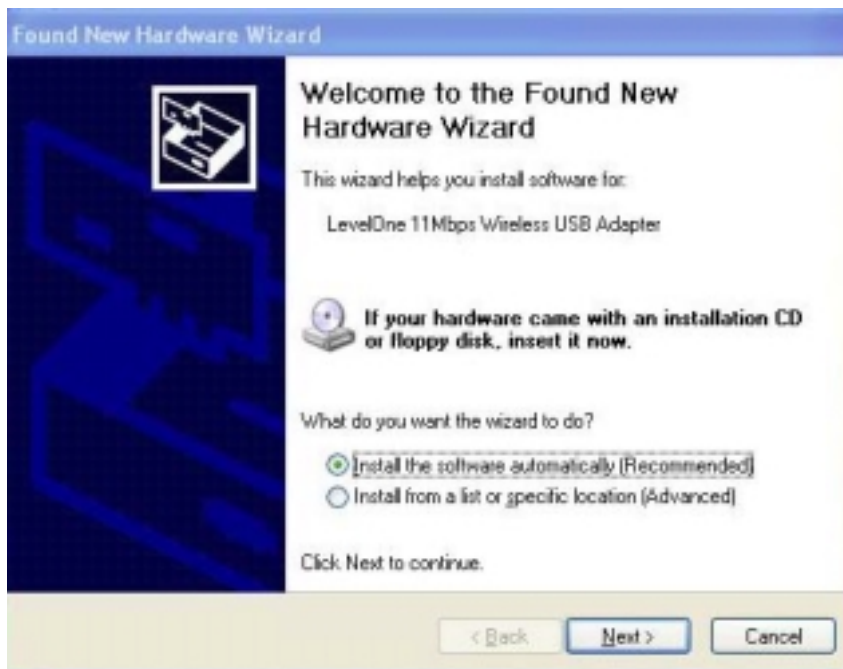 Found New Hardware Wizard
Welcome to the Found New
Hardware Wizard
This wizard helps you install software for:
LevelOne 11Mbps Wireless USB Adapter
If your hardware came with an installation CD
or floppy disk, insert it now.
What do you want the wizard to do?
Install the software automatically (Recommended)
Install from a list or specific location (Advanced)
Click Next to continue.
< Back
Next >
Cancel